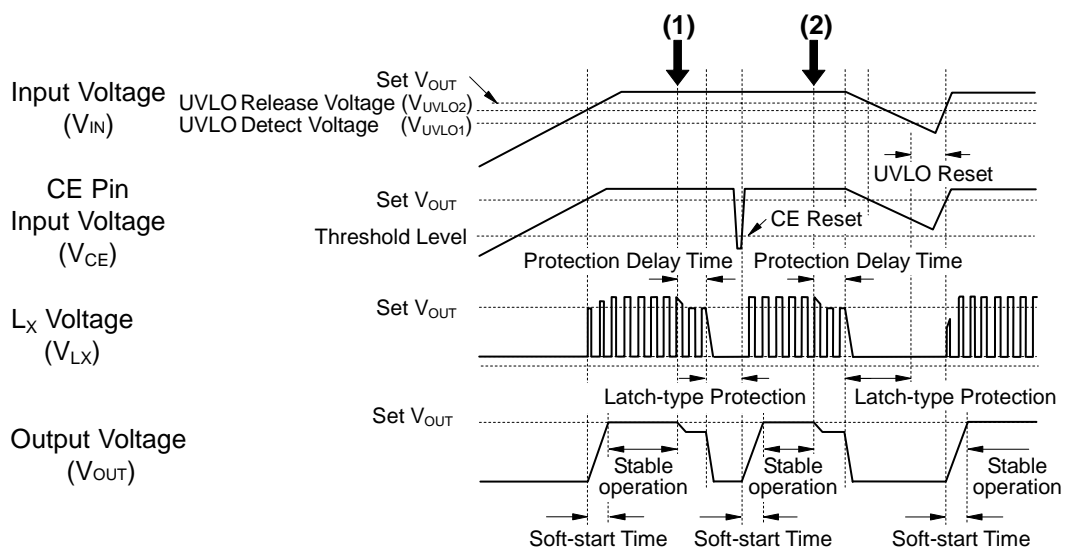 (1)
(2)
Input Voltage
(VIN)
Set VOUT
UVLO Release Voltage (VUVLO2)
UVLO Detect Voltage (VUVLO1)
UVLO Reset
CE Pin
Input Voltage
(VCE)
Set VOUT
Threshold Level
CE Reset
Protection Delay Time
Protection Delay Time
LX Voltage
(VLX)
Set VOUT
Latch-type Protection
Latch-type Protection
Output Voltage
(VOUT)
Set VOUT
Stable
operation
Stable
operation
Stable
operation
Soft-start Time
Soft-start Time
Soft-start Time